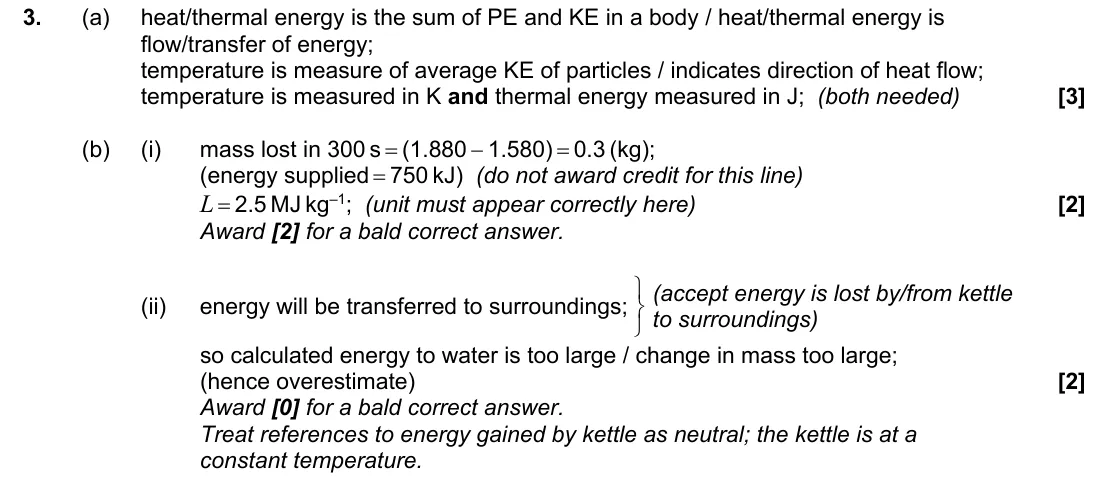 3. (a) heat/thermal energy is the sum of PE and KE in a body / heat/thermal energy is
flow/transfer of energy;
temperature is measure of average KE of particles / indicates direction of heat flow;
temperature is measured in K and thermal energy measured in J; (both needed) [3]
(b) (i) mass lost in 300 s = (1.880 − 1.580) = 0.3 (kg);
(energy supplied = 750 kJ) (do not award credit for this line)
L = 2.5 MJ kg⁻¹; (unit must appear correctly here) [2]
Award [2] for a bald correct answer.
(ii) energy will be transferred to surroundings; (accept energy is lost by/from kettle
to surroundings)
so calculated energy to water is too large / change in mass too large;
(hence overestimate) [2]
Award [0] for a bald correct answer.
Treat references to energy gained by kettle as neutral; the kettle is at a
constant temperature.